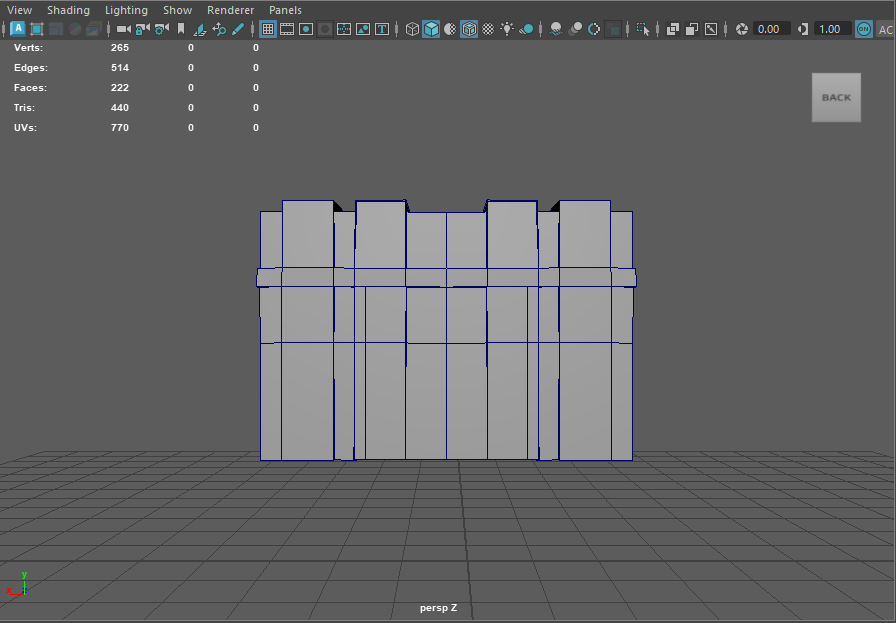 View Shading Lighting Show Renderer Panels
A T 0.00 1.00 ON AC
Verts: 265 0 0
Edges: 514 0 0
Faces: 222 0 0
Tris: 440 0 0
UVs: 770 0 0
BACK
y
x
persp Z